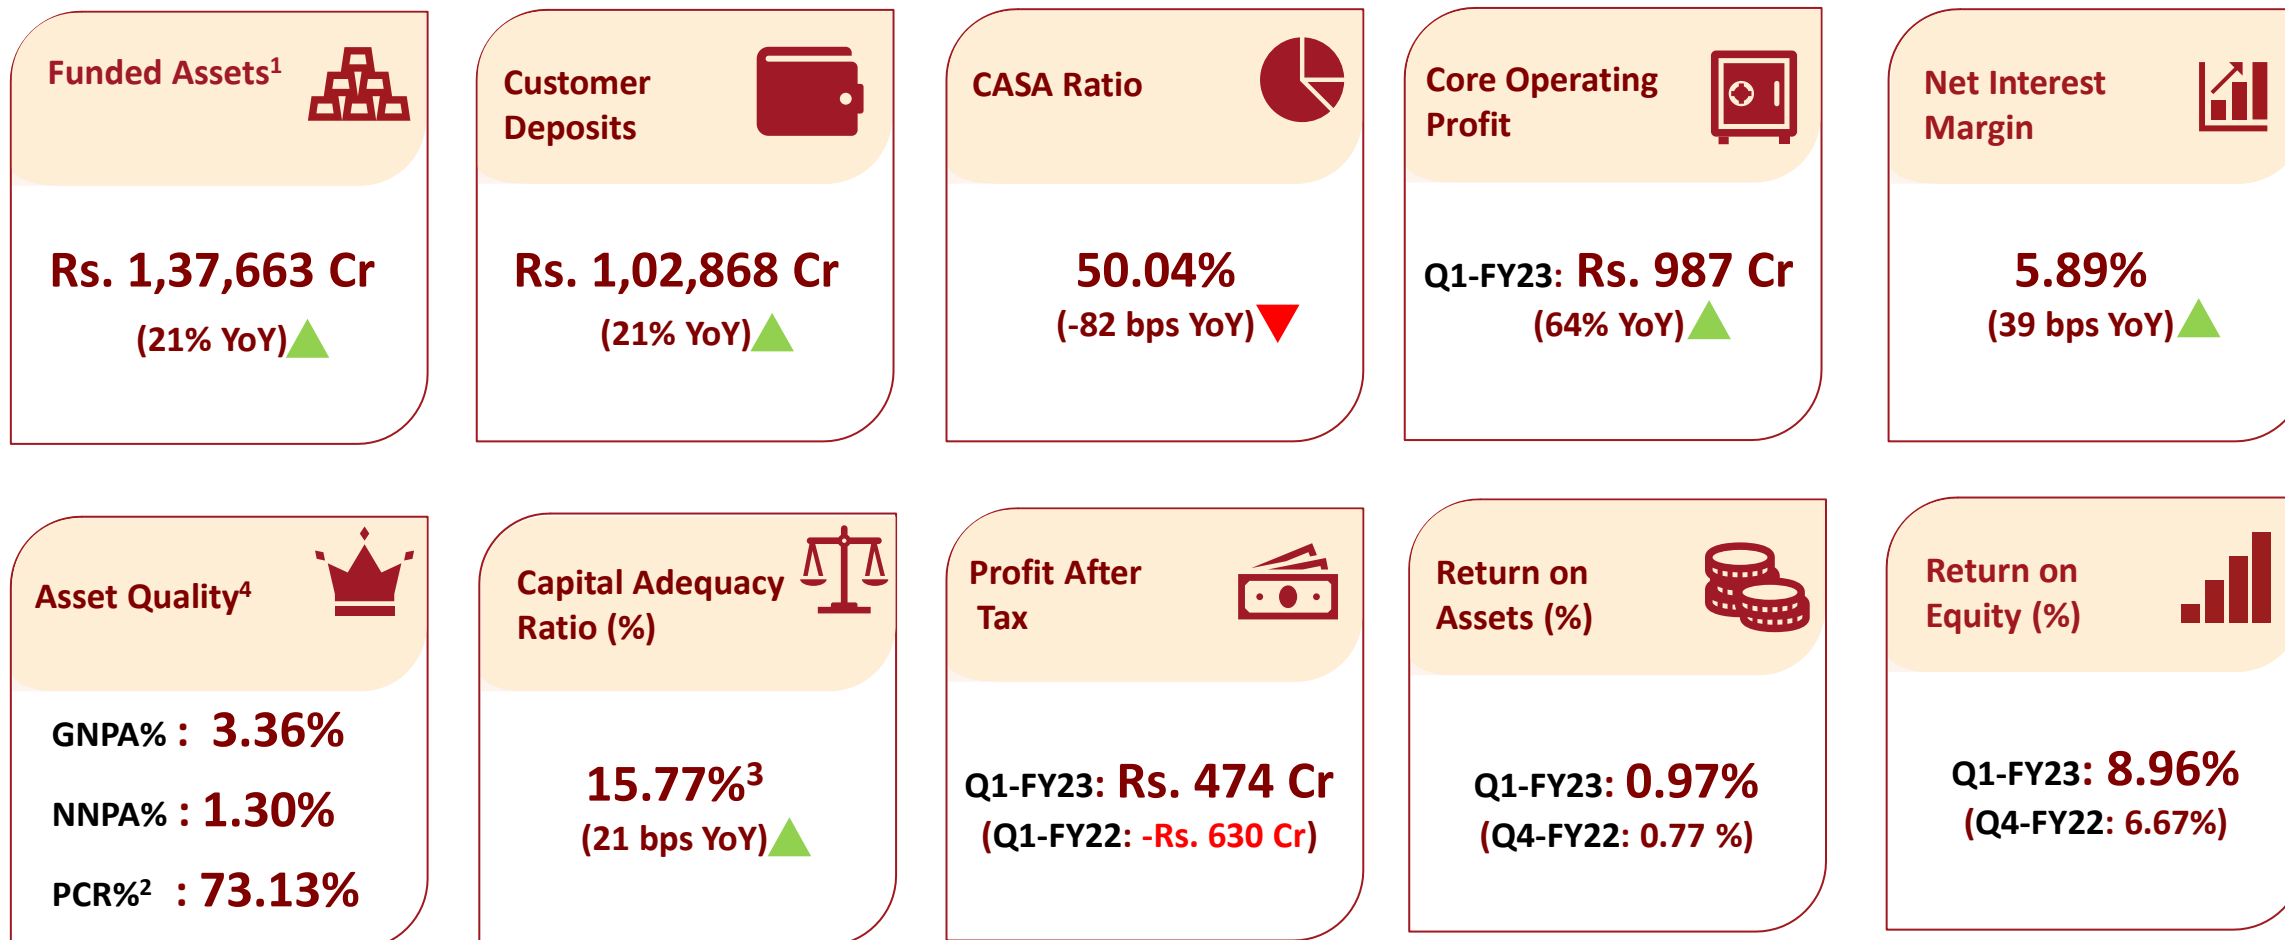 Funded Assets¹
Rs. 1,37,663 Cr
(21% YoY)
Customer
Deposits
Rs. 1,02,868 Cr
(21% YoY)
CASA Ratio
50.04%
(-82 bps YoY)
Core Operating
Profit
Q1-FY23: Rs. 987 Cr
(64% YoY)
Net Interest
Margin
5.89%
(39 bps YoY)
Asset Quality⁴
GNPA% : 3.36%
NNPA% : 1.30%
PCR%² : 73.13%
Capital Adequacy
Ratio (%)
15.77%³
(21 bps YoY)
Profit After
Tax
Q1-FY23: Rs. 474 Cr
(Q1-FY22: -Rs. 630 Cr)
Return on
Assets (%)
Q1-FY23: 0.97%
(Q4-FY22: 0.77 %)
Return on
Equity (%)
Q1-FY23: 8.96%
(Q4-FY22: 6.67%)